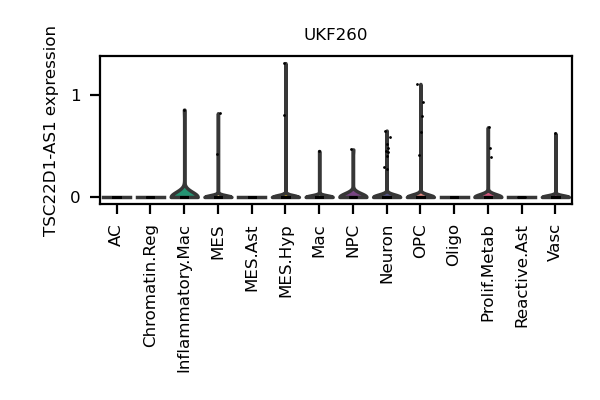 UKF260
TSC22D1-AS1 expression
1
0
AC
Chromatin.Reg
Inflammatory.Mac
MES
MES.Ast
MES.Hyp
Mac
NPC
Neuron
OPC
Oligo
Prolif.Metab
Reactive.Ast
Vasc